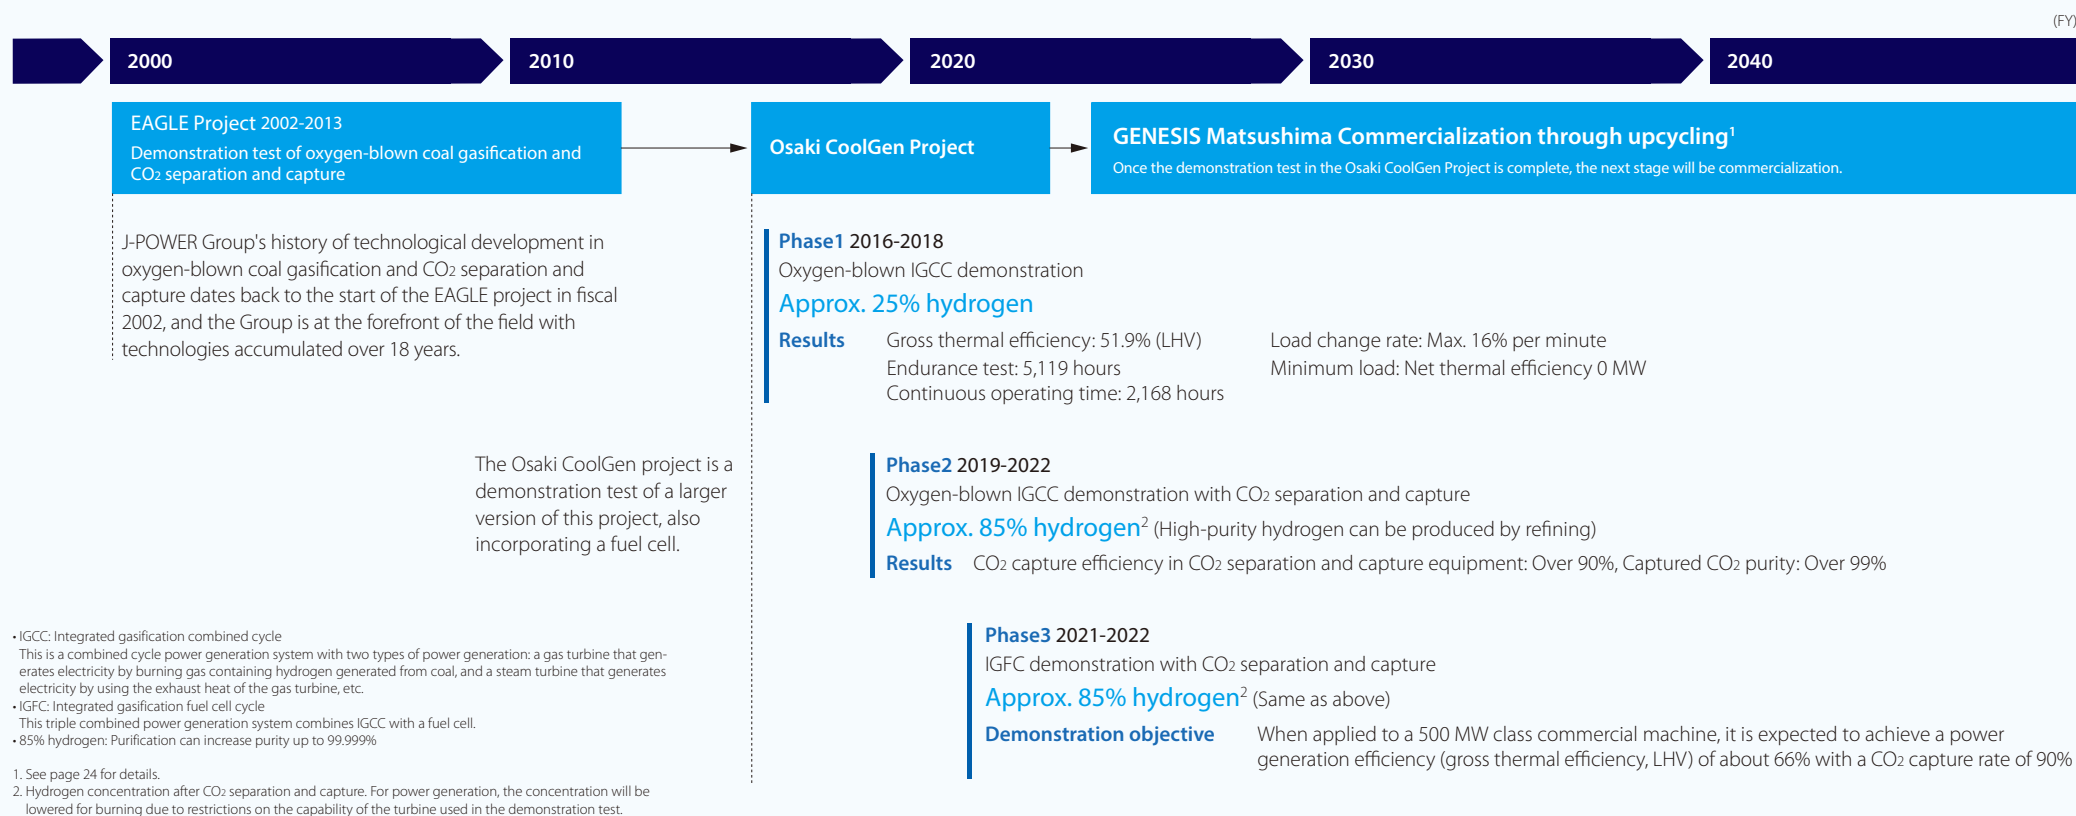 (FY)
2000
2010
2020
2030
2040
EAGLE Project 2002-2013
Demonstration test of oxygen-blown coal gasification and
CO2 separation and capture
Osaki CoolGen Project
GENESIS Matsushima Commercialization through upcycling1
Once the demonstration test in the Osaki CoolGen Project is complete, the next stage will be commercialization.
J-POWER Group's history of technological development in
oxygen-blown coal gasification and CO2 separation and
capture dates back to the start of the EAGLE project in fiscal
2002, and the Group is at the forefront of the field with
technologies accumulated over 18 years.
Phase1 2016-2018
Oxygen-blown IGCC demonstration
Approx. 25% hydrogen
Results
Gross thermal efficiency: 51.9% (LHV)
Endurance test: 5,119 hours
Continuous operating time: 2,168 hours
Load change rate: Max. 16% per minute
Minimum load: Net thermal efficiency 0 MW
The Osaki CoolGen project is a
demonstration test of a larger
version of this project, also
incorporating a fuel cell.
Phase2 2019-2022
Oxygen-blown IGCC demonstration with CO2 separation and capture
Approx. 85% hydrogen2 (High-purity hydrogen can be produced by refining)
Results CO2 capture efficiency in CO2 separation and capture equipment: Over 90%, Captured CO2 purity: Over 99%
Phase3 2021-2022
IGFC demonstration with CO2 separation and capture
Approx. 85% hydrogen2 (Same as above)
Demonstration objective
When applied to a 500 MW class commercial machine, it is expected to achieve a power
generation efficiency (gross thermal efficiency, LHV) of about 66% with a CO2 capture rate of 90%
• IGCC: Integrated gasification combined cycle
This is a combined cycle power generation system with two types of power generation: a gas turbine that gen-
erates electricity by burning gas containing hydrogen generated from coal, and a steam turbine that generates
electricity by using the exhaust heat of the gas turbine, etc.
• IGFC: Integrated gasification fuel cell cycle
This triple combined power generation system combines IGCC with a fuel cell.
• 85% hydrogen: Purification can increase purity up to 99.999%
1. See page 24 for details.
2. Hydrogen concentration after CO2 separation and capture. For power generation, the concentration will be
lowered for burning due to restrictions on the capability of the turbine used in the demonstration test.